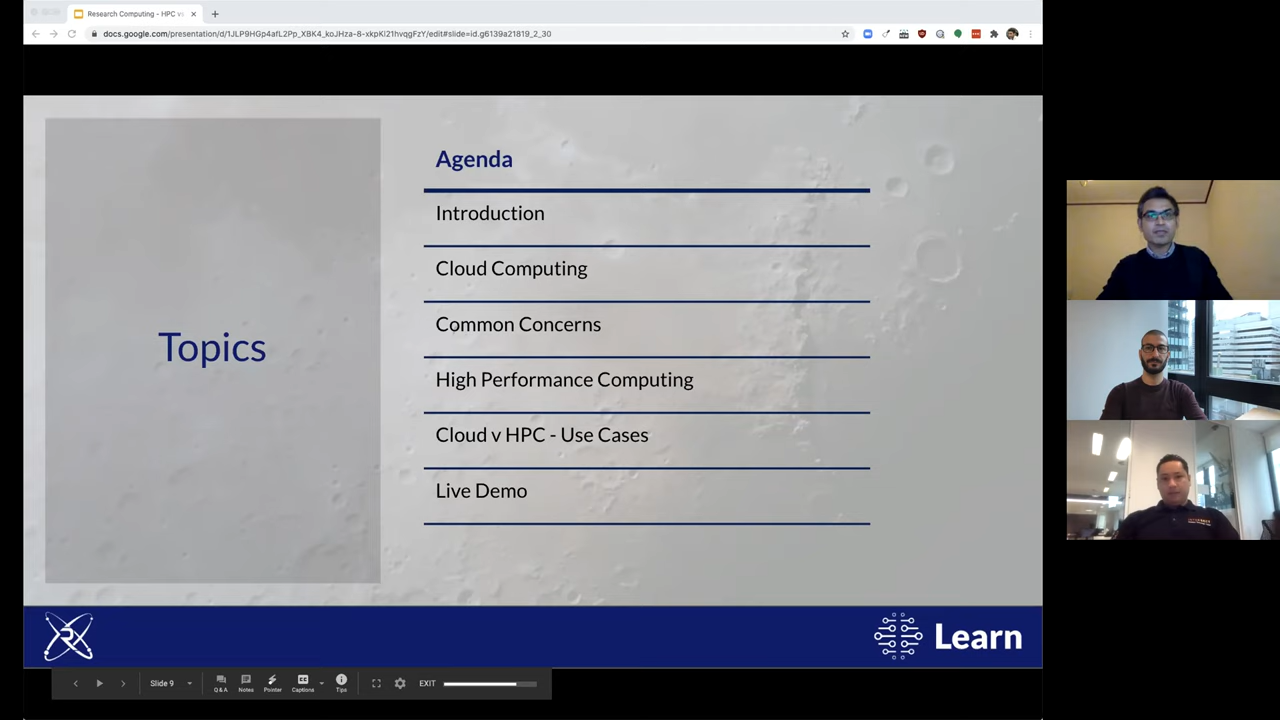 Research Computing - HPC v
docs.google.com/presentation/d/1JLP9HGp4afL2Pp_XBK4_koJHza-8-xkpKl21hvqgFzY/edit#slide=id.g6139a21819_2_30
Topics
Agenda
Introduction
Cloud Computing
Common Concerns
High Performance Computing
Cloud v HPC - Use Cases
Live Demo
Learn
Slide 9
Q & A
Notes
Pointer
Captions
Tips
EXIT